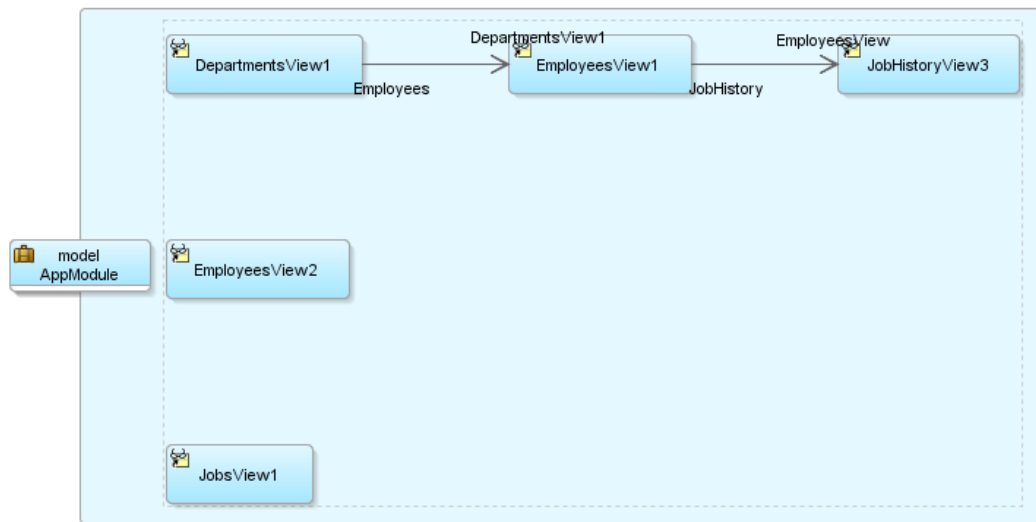 DepartmentsView1
Employees
DepartmentsView1
EmployeesView1
JobHistory
EmployeesView
JobHistoryView3
model
AppModule
EmployeesView2
JobsView1